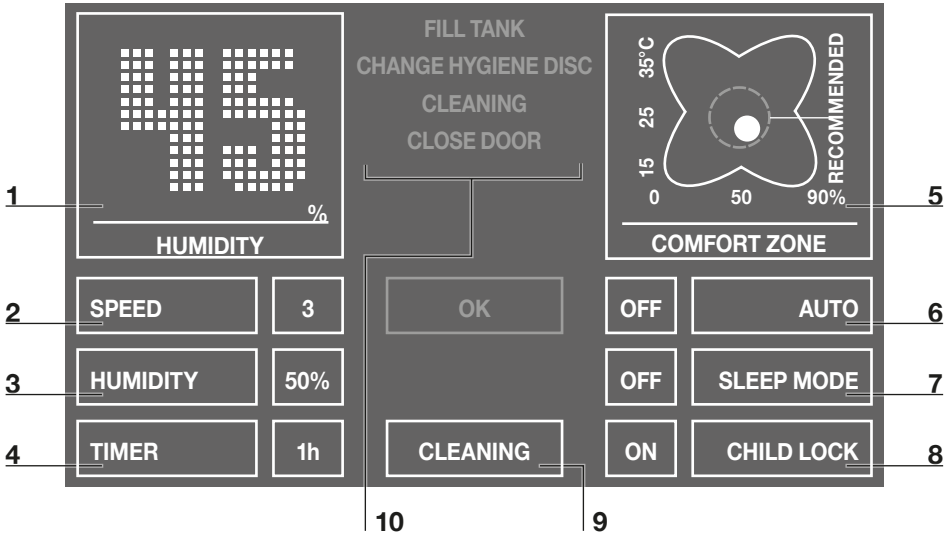 45
%
HUMIDITY
FILL TANK
CHANGE HYGIENE DISC
CLEANING
CLOSE DOOR
35°C
25
15
0 50 90%
RECOMMENDED
COMFORT ZONE
1
5
2 SPEED 3 OK OFF AUTO 6
3 HUMIDITY 50% OFF SLEEP MODE 7
4 TIMER 1h CLEANING ON CHILD LOCK 8
10 9